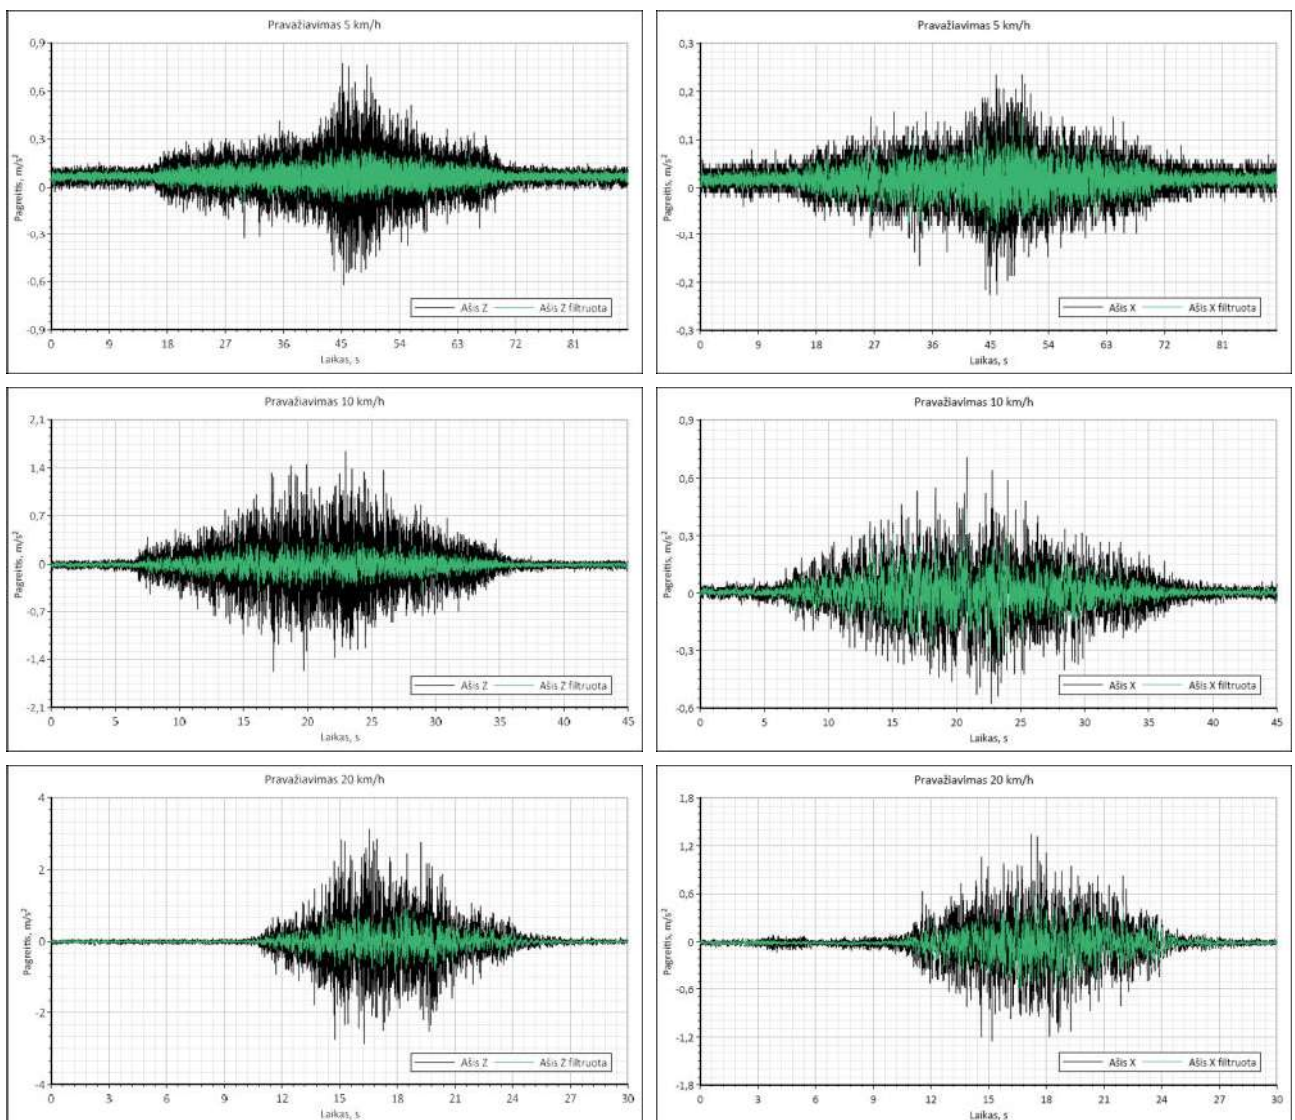 Pravažiavimas 5 km/h
0,9
0,6
0,3
0
-0,3
-0,6
-0,9
Pagreitis, m/s²
0 9 18 27 36 45 54 63 72 81
Laikas, s
Ašis Z Ašis Z filtruota
Pravažiavimas 5 km/h
0,3
0,2
0,1
0
-0,1
-0,2
-0,3
Pagreitis, m/s²
0 9 18 27 36 45 54 63 72 81
Laikas, s
Ašis X Ašis X filtruota
Pravažiavimas 10 km/h
2,1
1,4
0,7
0
-0,7
-1,4
-2,1
Pagreitis, m/s²
0 5 10 15 20 25 30 35 40 45
Laikas, s
Ašis Z Ašis Z filtruota
Pravažiavimas 10 km/h
0,9
0,6
0,3
0
-0,3
-0,6
Pagreitis, m/s²
0 5 10 15 20 25 30 35 40 45
Laikas, s
Ašis X Ašis X filtruota
Pravažiavimas 20 km/h
4
2
0
-2
-4
Pagreitis, m/s²
0 3 6 9 12 15 18 21 24 27 30
Laikas, s
Ašis Z Ašis Z filtruota
Pravažiavimas 20 km/h
1,8
1,2
0,6
0
-0,6
-1,2
-1,8
Pagreitis, m/s²
0 3 6 9 12 15 18 21 24 27 30
Laikas, s
Ašis X Ašis X filtruota